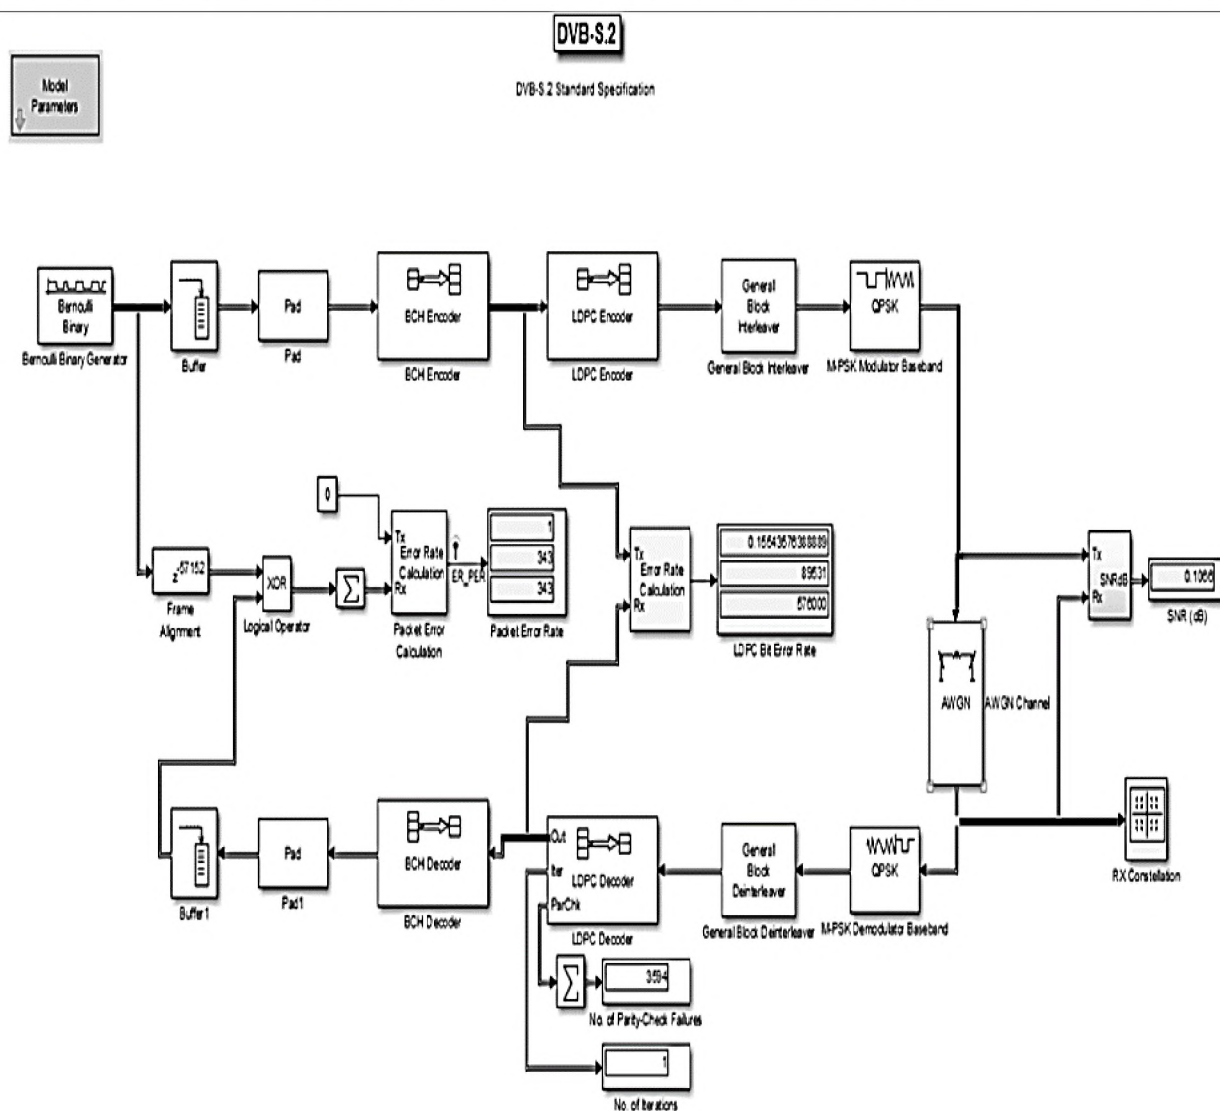 DVB-S.2
DVB-S.2 Standard Specification
Model
Parameters
Bernoulli
Binary
Bernoulli Binary Generator
Buffer
Pad
Pad
BCH Encoder
BCH Encoder
LDPC Encoder
LDPC Encoder
General
Block
Interleaver
General Block Interleaver
QPSK
M-PSK Modulator Baseband
z-57152
Frame
Alignment
XOR
Logical Operator
Σ
0
Tx
Error Rate
Calculation
Rx
Packet Error
Calculation
ER_PER
1
343
343
Packet Error Rate
Tx
Error Rate
Calculation
Rx
89631
576000
LDPC Bit Error Rate
Tx
SNRdB
Rx
0.1066
SNR (dB)
AWGN
AWGN Channel
RX Constellation
Buffer1
Pad
Pad1
BCH Decoder
BCH Decoder
Out
Iter
ParChk
LDPC Decoder
LDPC Decoder
General
Block
Deinterleaver
General Block Deinterleaver
QPSK
M-PSK Demodulator Baseband
Σ
3594
No. of Parity-Check Failures
1
No. of Iterations